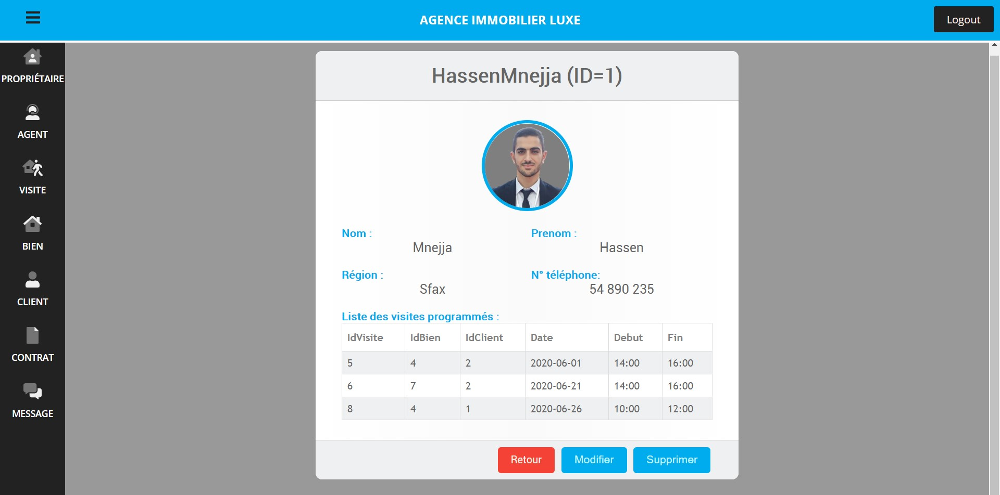 AGENCE IMMOBILIER LUXE
Logout
PROPRIÉTAIRE
AGENT
VISITE
BIEN
CLIENT
CONTRAT
MESSAGE
HassenMnejja (ID=1)
Nom :
Mnejja
Prenom :
Hassen
Région :
Sfax
N° téléphone:
54 890 235
Liste des visites programmés :
IdVisite IdBien IdClient Date Debut Fin
5 4 2 2020-06-01 14:00 16:00
6 7 2 2020-06-21 14:00 16:00
8 4 1 2020-06-26 10:00 12:00
Retour Modifier Supprimer